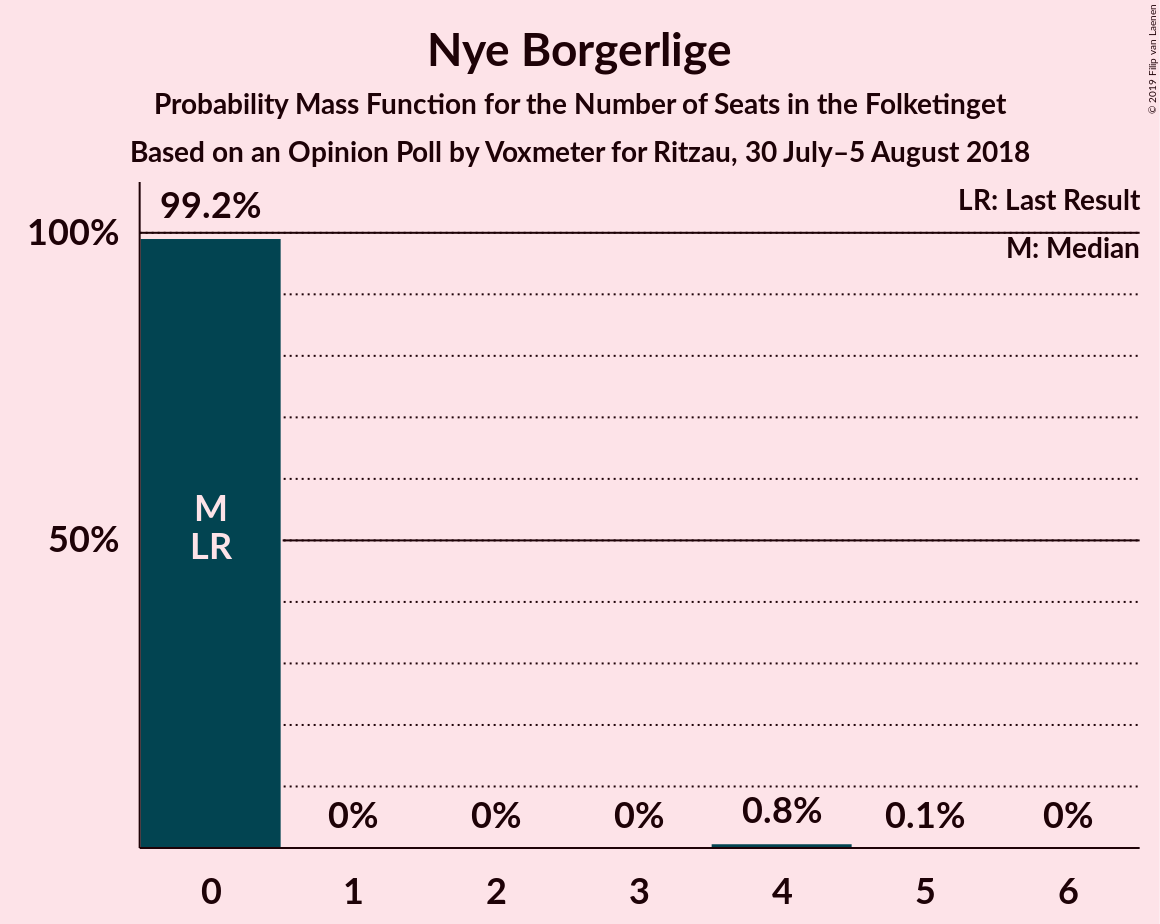 Nye Borgerlige
Probability Mass Function for the Number of Seats in the Folketinget
Based on an Opinion Poll by Voxmeter for Ritzau, 30 July–5 August 2018
© 2019 Filip van Laenen
LR: Last Result
M: Median
99.2%
100%
50%
M
LR
0%
0%
0%
0.8%
0.1%
0%
0
1
2
3
4
5
6